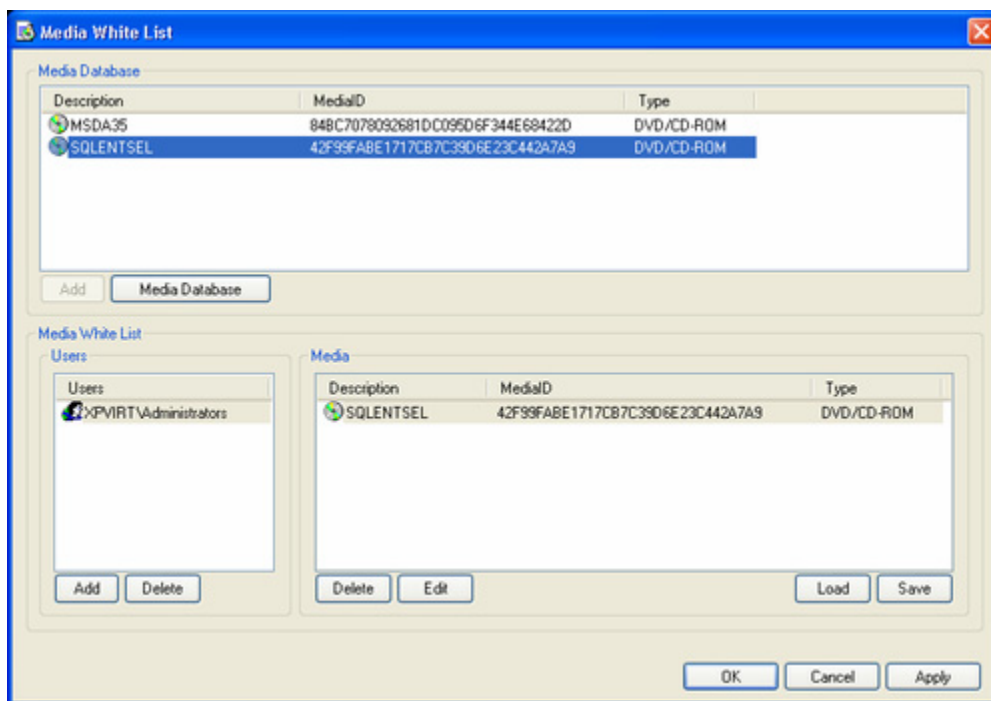 Media White List
Media Database
Description MediaID Type
MSDA35 84BC7078092681DC095D6F344E68422D DVD/CD-ROM
SQLENTSEL 42F99FABE1717CB7C39D6E23C442A7A9 DVD/CD-ROM
Add Media Database
Media White List
Users Media
Users Description MediaID Type
XPVIRT\Administrators SQLENTSEL 42F99FABE1717CB7C39D6E23C442A7A9 DVD/CD-ROM
Add Delete Delete Edit Load Save
OK Cancel Apply